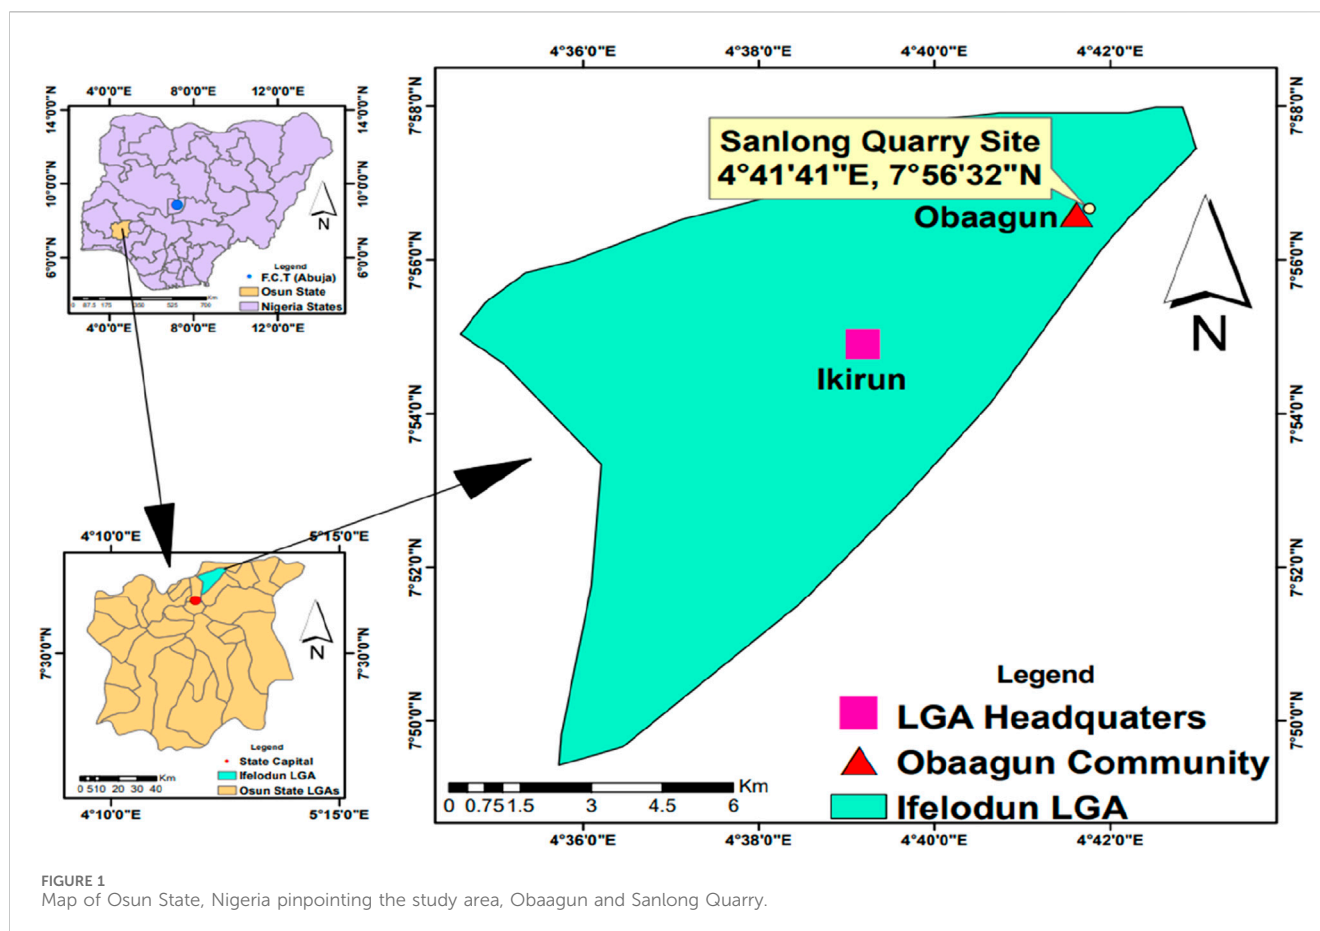 4°0'0"E 8°0'0"E 12°0'0"E
14°0'0"N
10°0'0"N
6°0'0"N
14°0'0"N
10°0'0"N
6°0'0"N
N
Legend
F.C.T (Abuja)
Osun State
Nigeria States
0 87.5 175 350 525 700 Km
4°0'0"E 8°0'0"E 12°0'0"E
4°10'0"E 5°15'0"E
7°30'0"N
7°30'0"N
N
Legend
State Capital
Ifelodun LGA
Osun State LGAs
Km
0 5 10 20 30 40
4°10'0"E 5°15'0"E
4°36'0"E 4°38'0"E 4°40'0"E 4°42'0"E
7°58'0"N
7°56'0"N
7°54'0"N
7°52'0"N
7°50'0"N
7°58'0"N
7°56'0"N
7°54'0"N
7°52'0"N
7°50'0"N
Sanlong Quarry Site
4°41'41"E, 7°56'32"N
Obaagun
Ikirun
N
Legend
LGA Headquaters
Obaagun Community
Ifelodun LGA
Km
0 0.75 1.5 3 4.5 6
4°36'0"E 4°38'0"E 4°40'0"E 4°42'0"E
FIGURE 1
Map of Osun State, Nigeria pinpointing the study area, Obaagun and Sanlong Quarry.